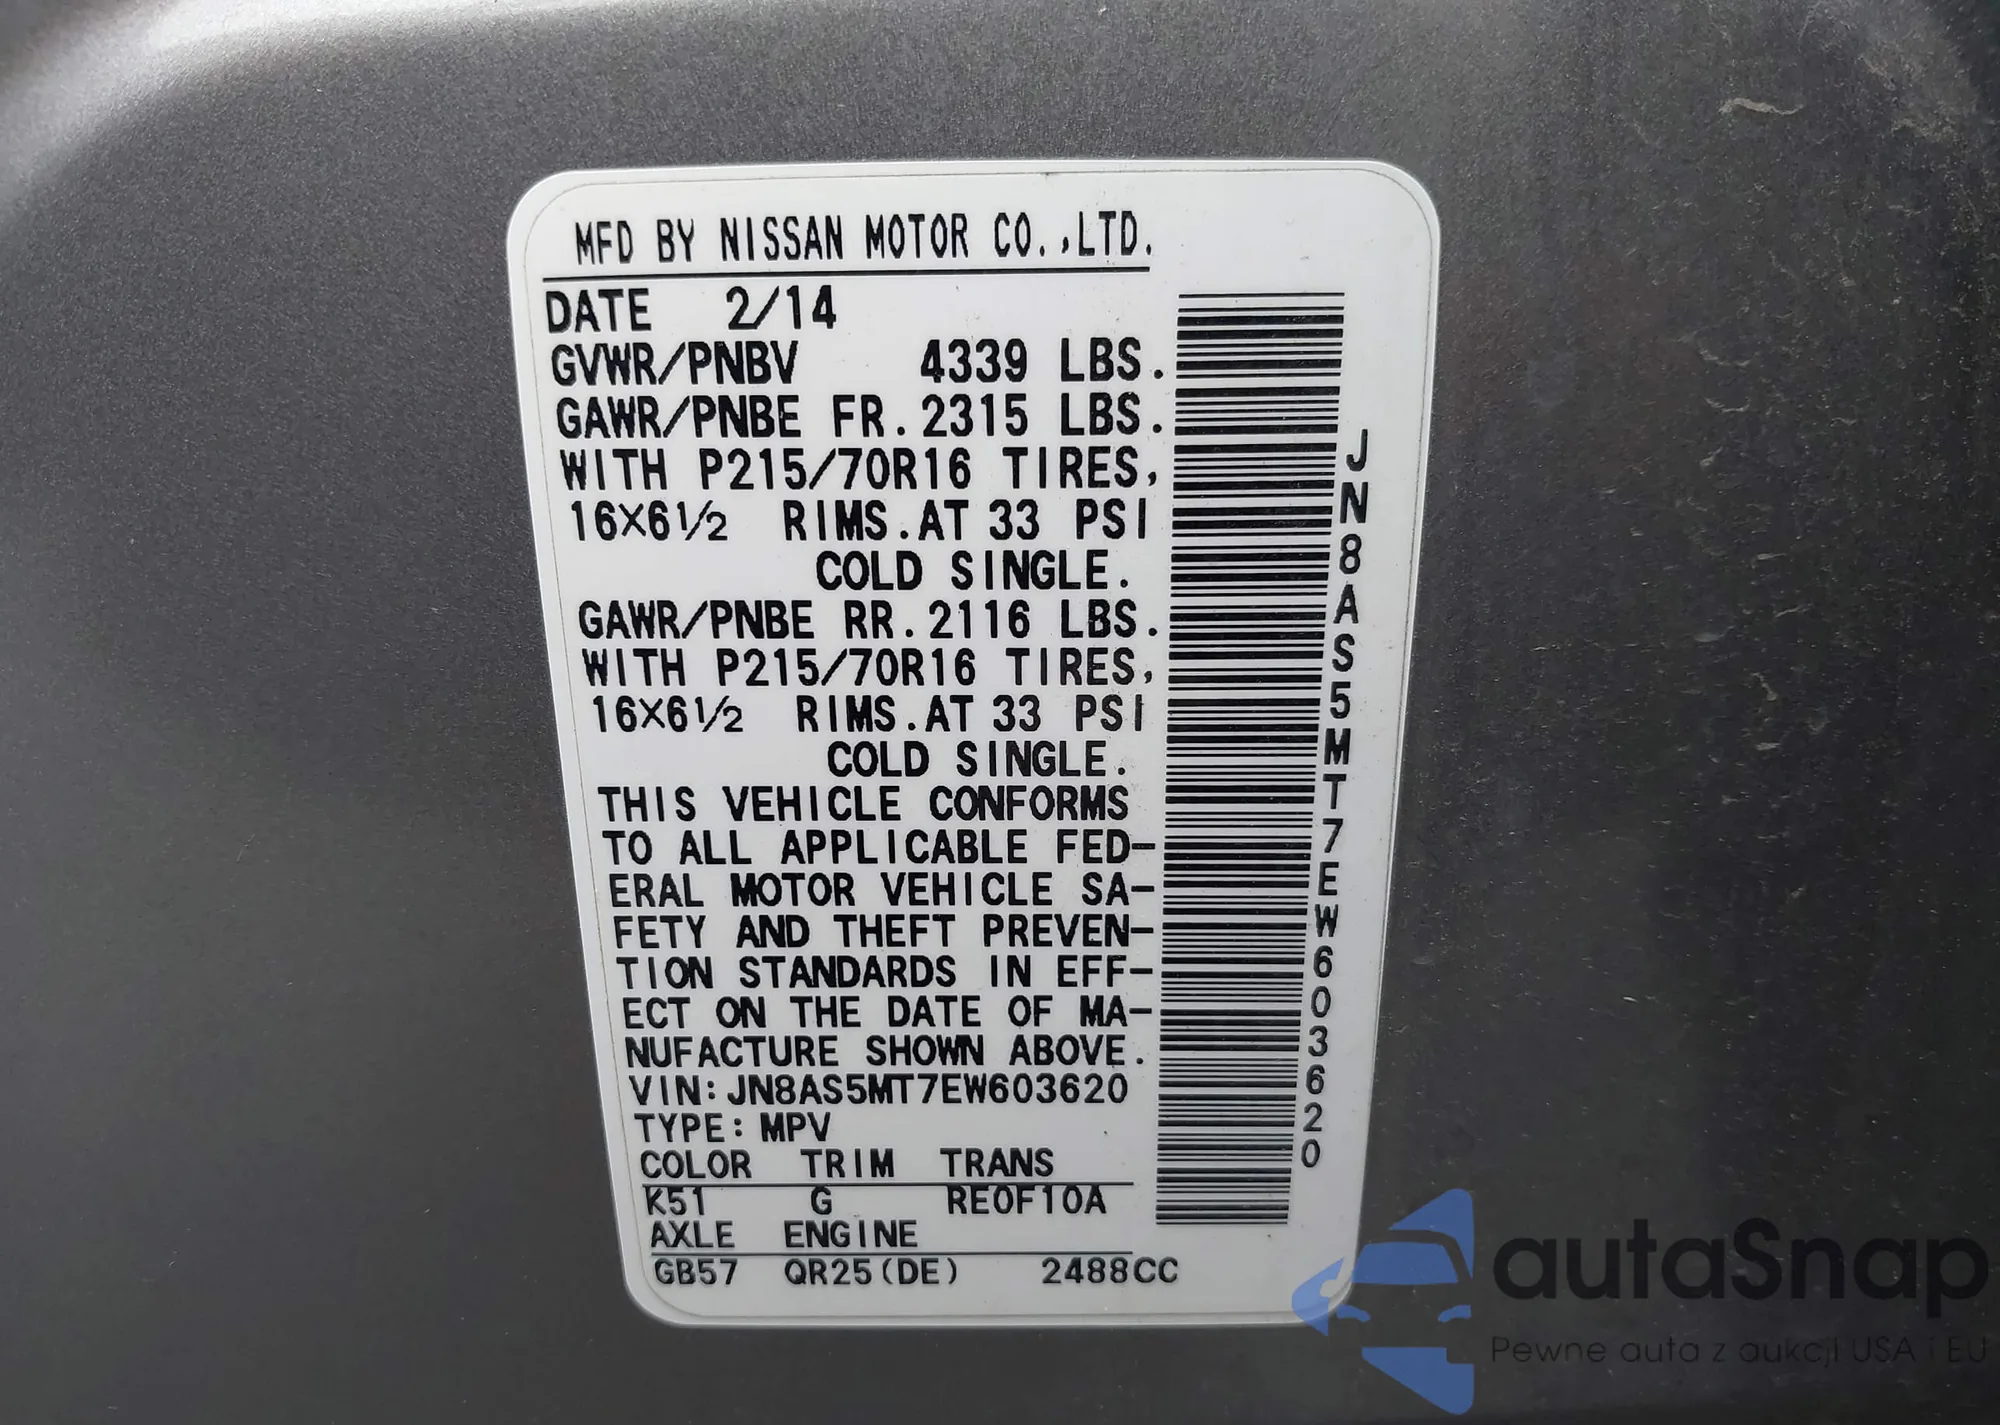 MFD BY NISSAN MOTOR CO.,LTD.
DATE 2/14
GVWR/PNBV 4339 LBS.
GAWR/PNBE FR.2315 LBS.
WITH P215/70R16 TIRES,
16X6½ RIMS.AT 33 PSI
COLD SINGLE.
GAWR/PNBE RR.2116 LBS.
WITH P215/70R16 TIRES,
16X6½ RIMS.AT 33 PSI
COLD SINGLE.
THIS VEHICLE CONFORMS
TO ALL APPLICABLE FED-
ERAL MOTOR VEHICLE SA-
FETY AND THEFT PREVEN-
TION STANDARDS IN EFF-
ECT ON THE DATE OF MA-
NUFACTURE SHOWN ABOVE.
VIN:JN8AS5MT7EW603620
TYPE:MPV
COLOR TRIM TRANS
K51 G RE0F10A
AXLE ENGINE
GB57 QR25(DE) 2488CC
JN8AS5MT7EW603620
autaSnap
Pewne auta z aukcji USA i EU